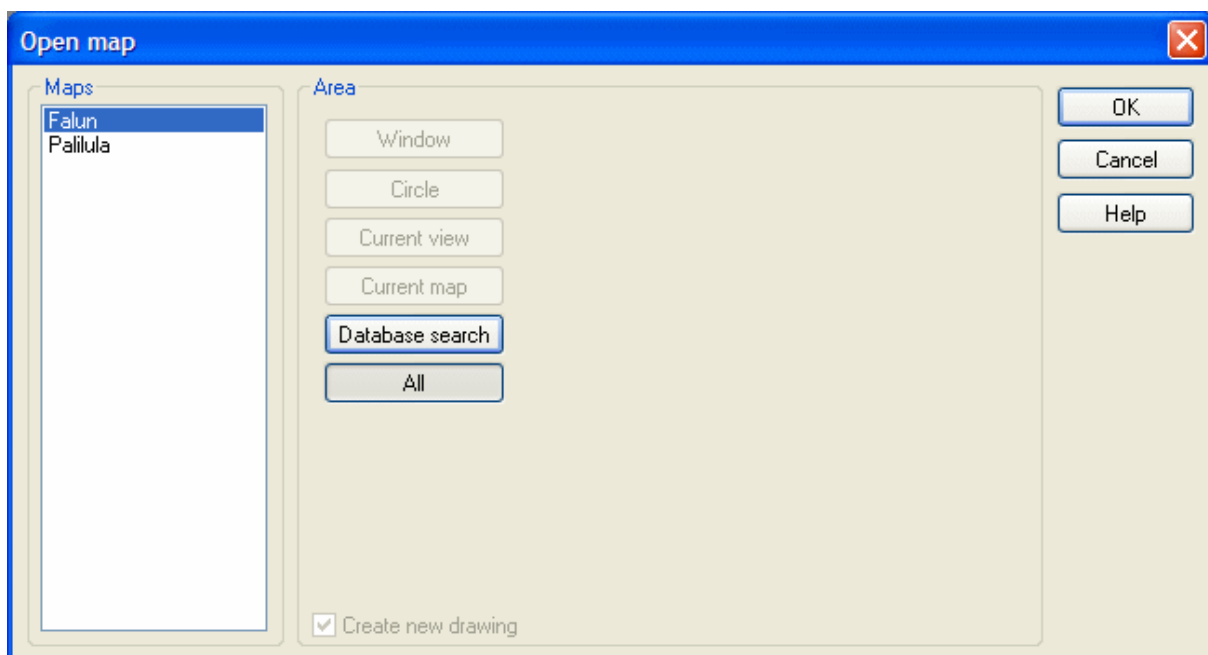 Open map
Maps
Falun
Palilula
Area
Window
Circle
Current view
Current map
Database search
All
Create new drawing
OK
Cancel
Help